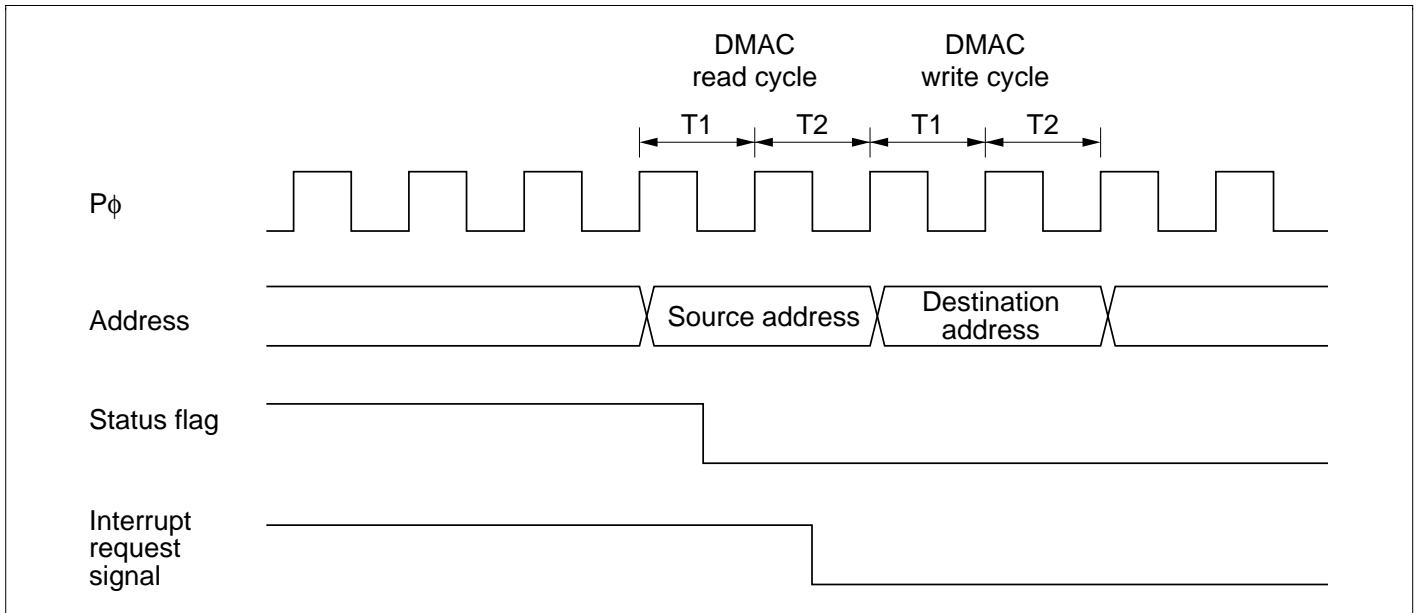 DMAC
read cycle
DMAC
write cycle
T1
T2
T1
T2
Pϕ
Address
Source address
Destination
address
Status flag
Interrupt
request
signal